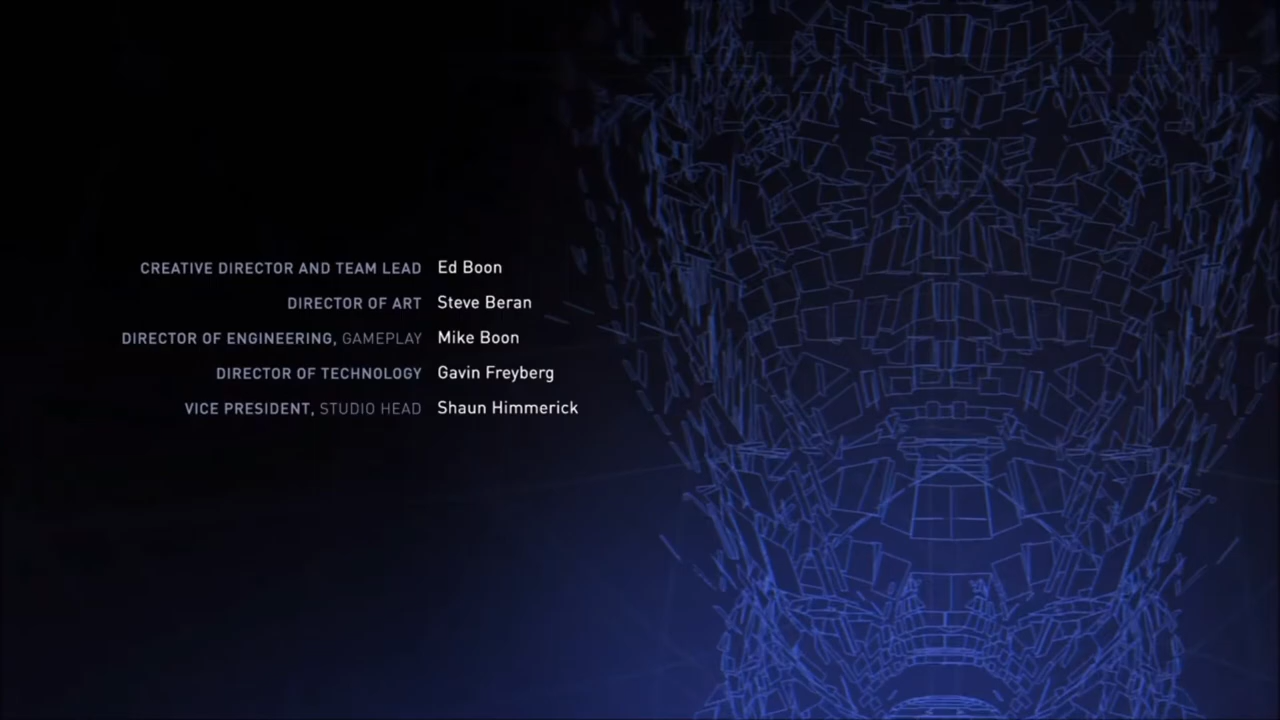 CREATIVE DIRECTOR AND TEAM LEAD Ed Boon
DIRECTOR OF ART Steve Beran
DIRECTOR OF ENGINEERING, GAMEPLAY Mike Boon
DIRECTOR OF TECHNOLOGY Gavin Freyberg
VICE PRESIDENT, STUDIO HEAD Shaun Himmerick